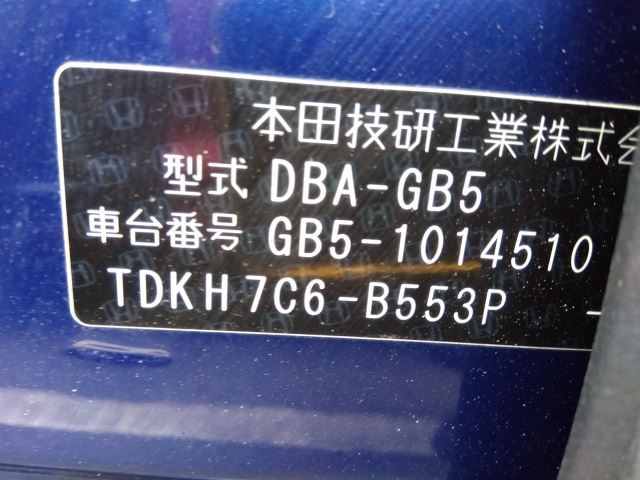 本田技研工業株式会
型式 DBA-GB5
車台番号 GB5-1014510
TDKH7C6-B553P -